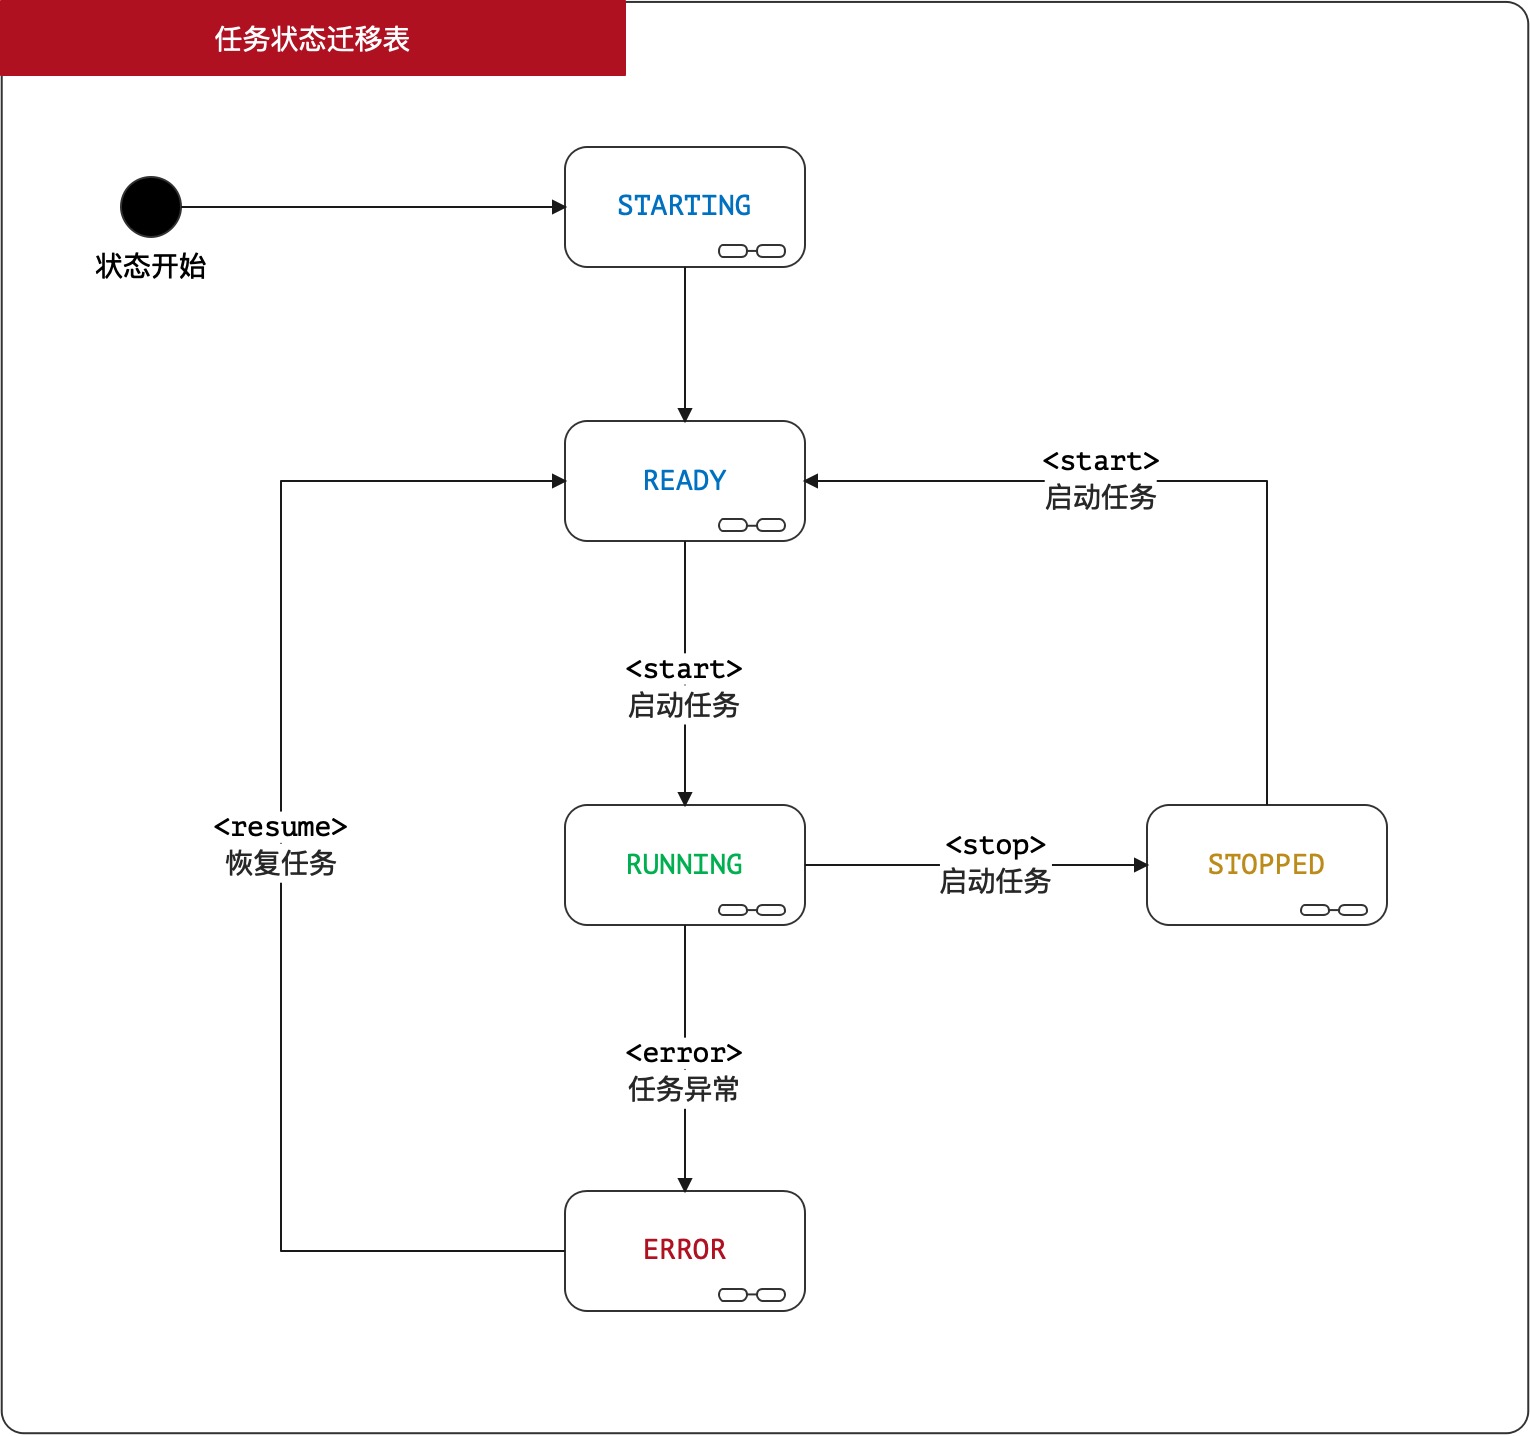 任务状态迁移表
STARTING
状态开始
READY
<start>
启动任务
<start>
启动任务
<resume>
恢复任务
RUNNING
<stop>
启动任务
STOPPED
<error>
任务异常
ERROR